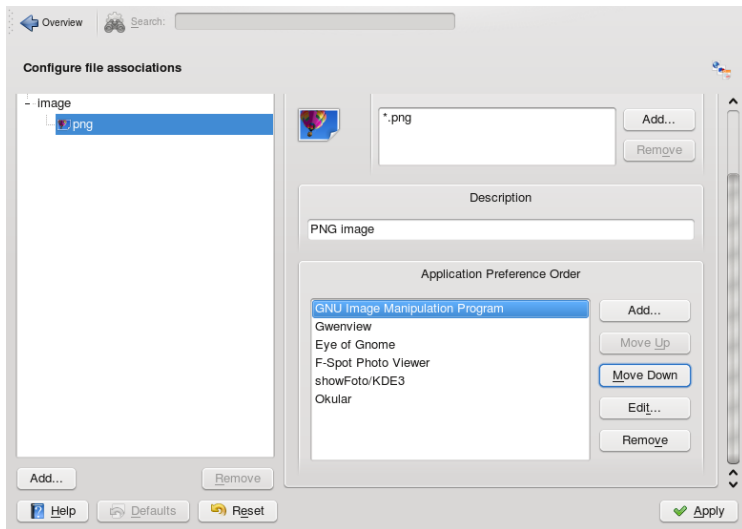 Overview
Search:
Configure file associations
image
png
*.png
Add...
Remove
Description
PNG image
Application Preference Order
GNU Image Manipulation Program
Gwenview
Eye of Gnome
F-Spot Photo Viewer
showFoto/KDE3
Okular
Add...
Move Up
Move Down
Edit...
Remove
Add...
Remove
Help
Defaults
Reset
Apply